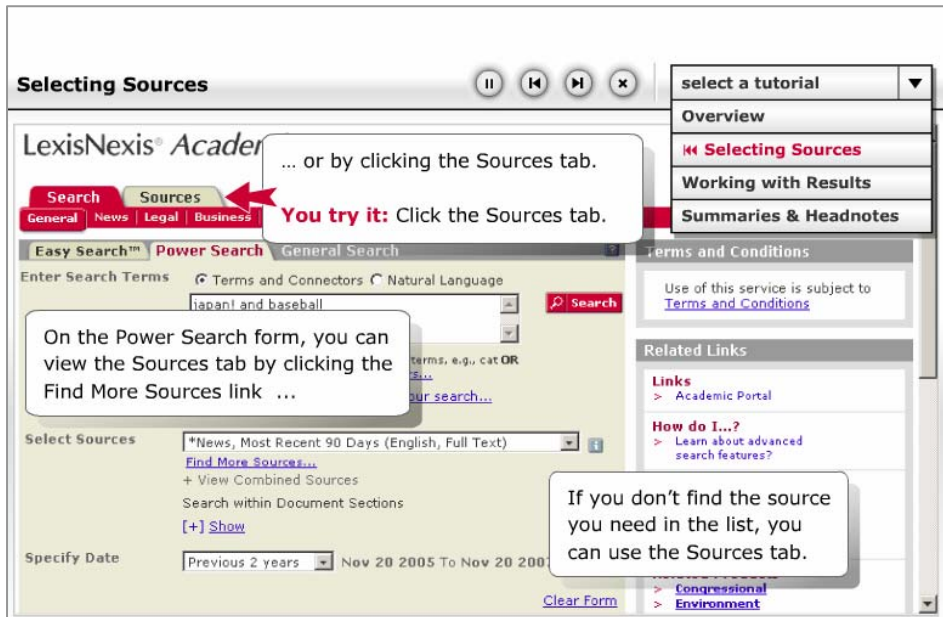 Selecting Sources
select a tutorial
Overview
Selecting Sources
Working with Results
Summaries & Headnotes
LexisNexis® Academ
… or by clicking the Sources tab.
You try it: Click the Sources tab.
Search Sources
General News Legal Business
Easy Search™ Power Search General Search ?
Enter Search Terms
Terms and Connectors Natural Language
japan! and baseball
Search
On the Power Search form, you can
view the Sources tab by clicking the
Find More Sources link ...
terms, e.g., cat OR
our search...
Select Sources
*News, Most Recent 90 Days (English, Full Text)
Find More Sources...
+ View Combined Sources
Search within Document Sections
[+] Show
Specify Date
Previous 2 years Nov 20 2005 To Nov 20 2007
Clear Form
Terms and Conditions
Use of this service is subject to
Terms and Conditions
Related Links
Links
> Academic Portal
How do I...?
> Learn about advanced
search features?
If you don’t find the source
you need in the list, you
can use the Sources tab.
> Congressional
> Environment